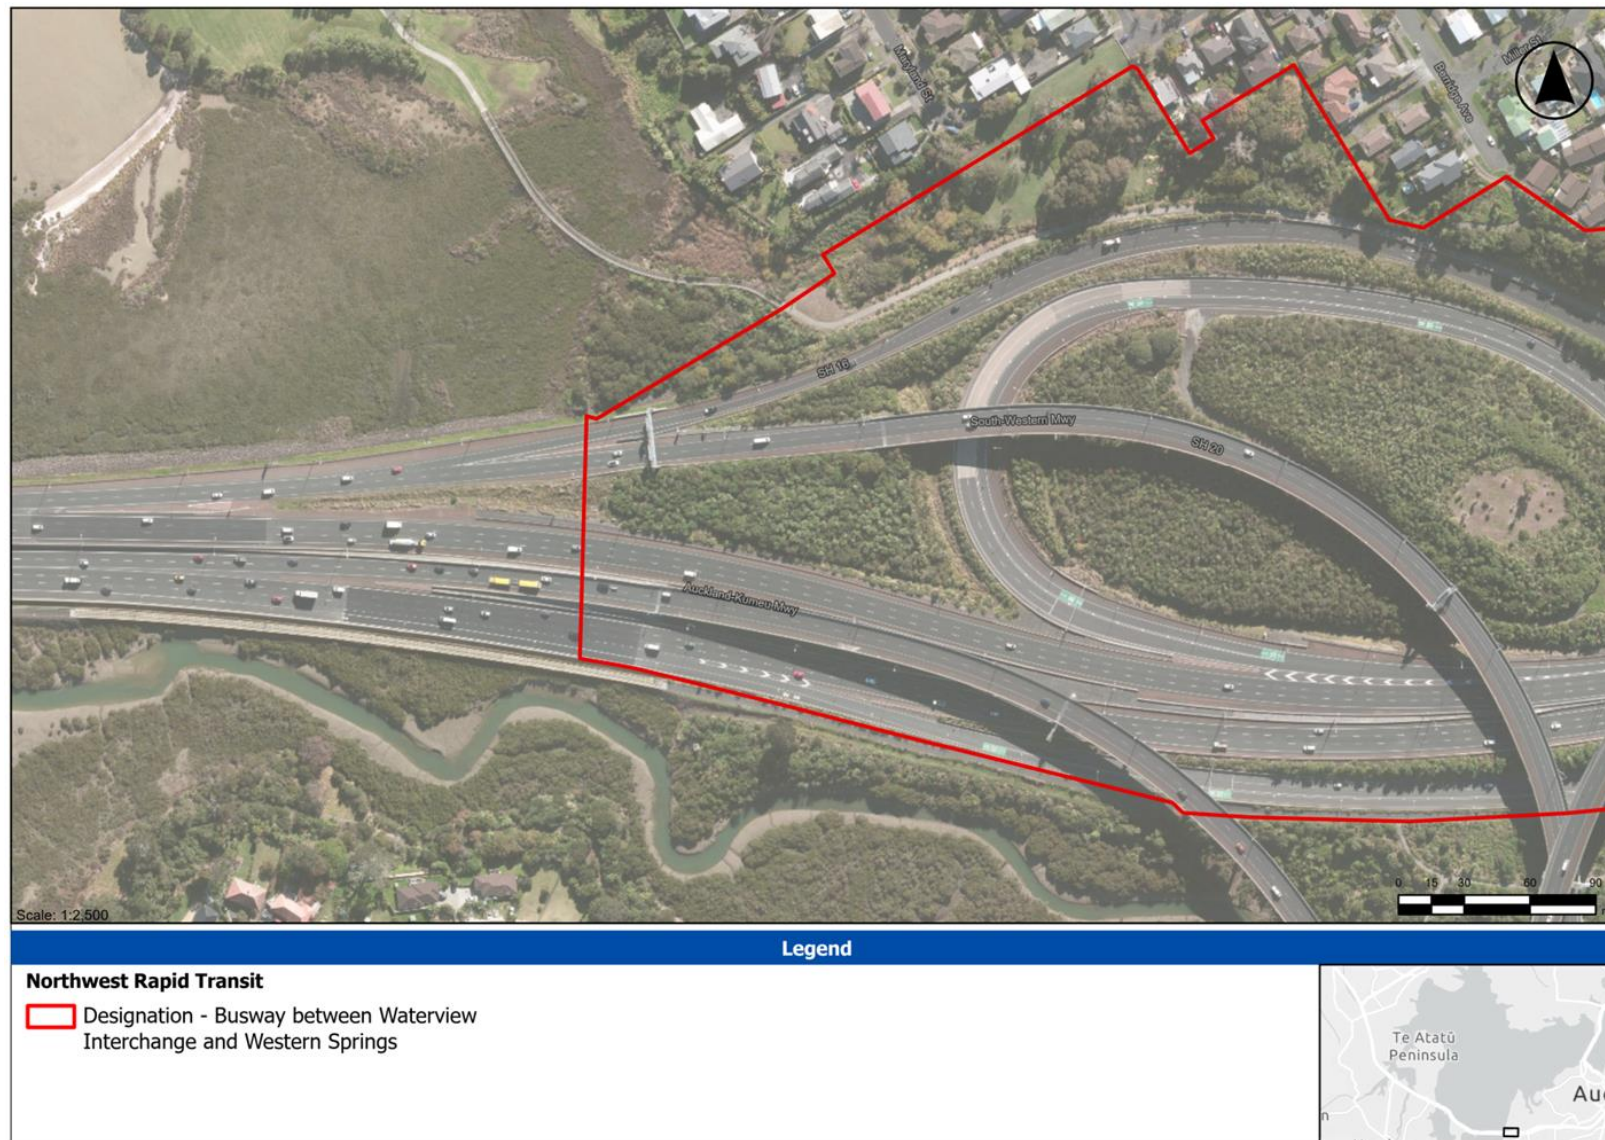 Maryland St
Berridge Ave
Miller St
SH 16
South-Western Mwy
SH 20
Auckland-Kumeu Mwy
0 15 30 60 90
Scale: 1:2,500
Legend
Northwest Rapid Transit
Designation - Busway between Waterview
Interchange and Western Springs
Te Atatū
Peninsula